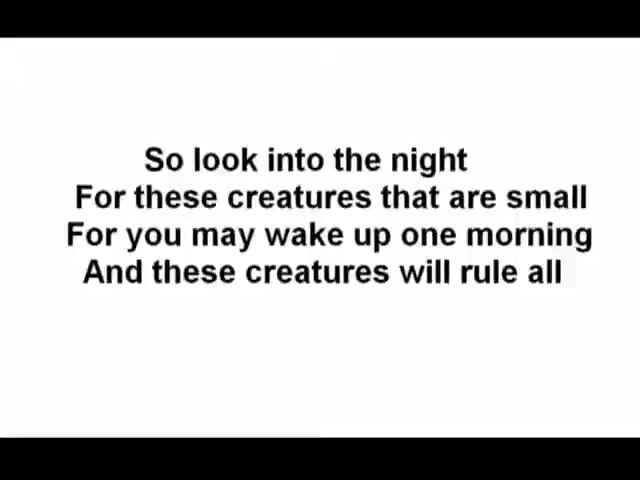 So look into the night
For these creatures that are small
For you may wake up one morning
And these creatures will rule all